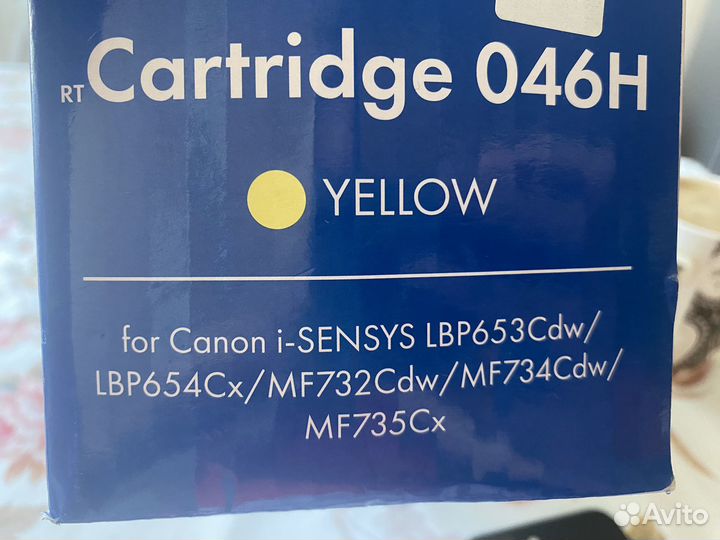 RT Cartridge 046H
YELLOW
for Canon i-SENSYS LBP653Cdw/
LBP654Cx/MF732Cdw/MF734Cdw/
MF735Cx
Avito